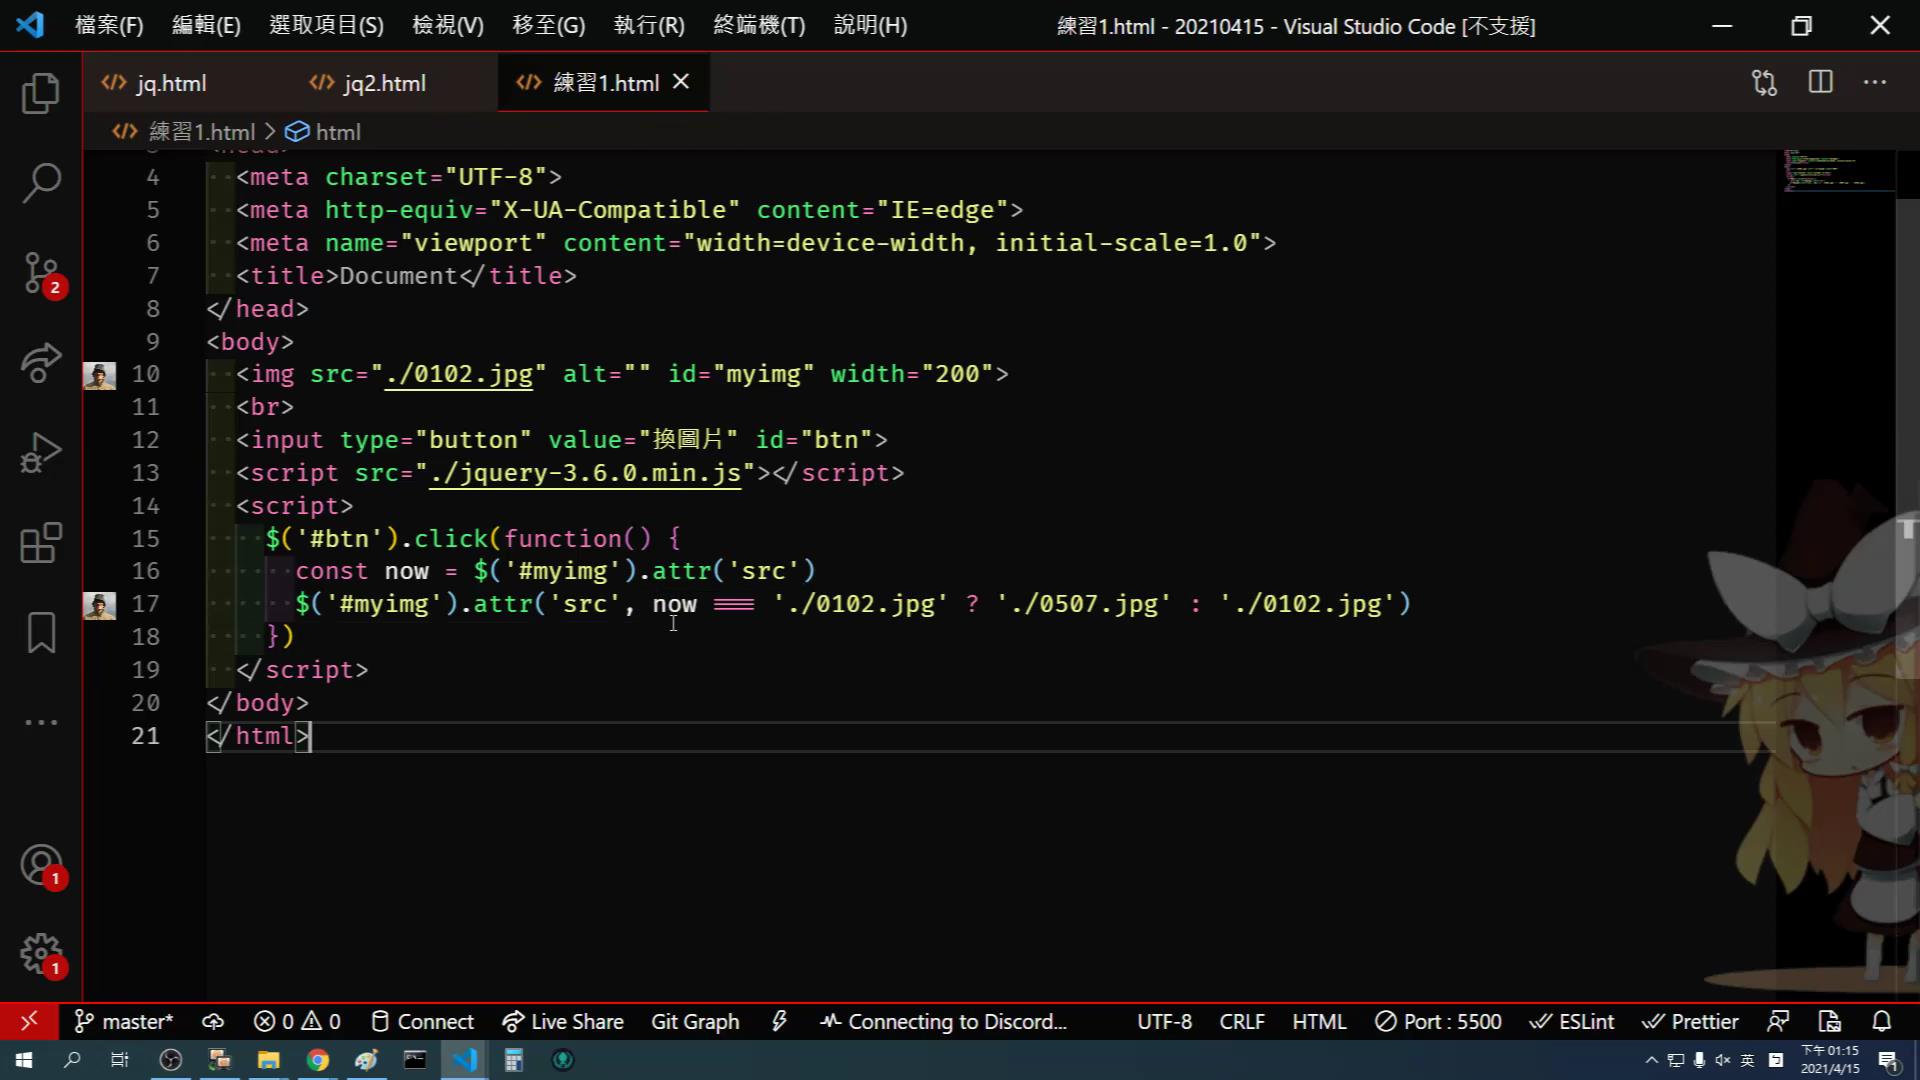 檔案(F) 編輯(E) 選取項目(S) 檢視(V) 移至(G) 執行(R) 終端機(T) 說明(H) 練習1.html - 20210415 - Visual Studio Code [不支援]
jq.html jq2.html 練習1.html
練習1.html > html
4 <meta charset="UTF-8">
5 <meta http-equiv="X-UA-Compatible" content="IE=edge">
6 <meta name="viewport" content="width=device-width, initial-scale=1.0">
7 <title>Document</title>
8 </head>
9 <body>
10 <img src="./0102.jpg" alt="" id="myimg" width="200">
11 <br>
12 <input type="button" value="換圖片" id="btn">
13 <script src="./jquery-3.6.0.min.js"></script>
14 <script>
15 $('#btn').click(function() {
16 const now = $('#myimg').attr('src')
17 $('#myimg').attr('src', now === './0102.jpg' ? './0507.jpg' : './0102.jpg')
18 })
19 </script>
20 </body>
21 </html>
2
1
1
master* 0 0 Connect Live Share Git Graph Connecting to Discord... UTF-8 CRLF HTML Port : 5500 ESLint Prettier
英 下午 01:15
2021/4/15 1